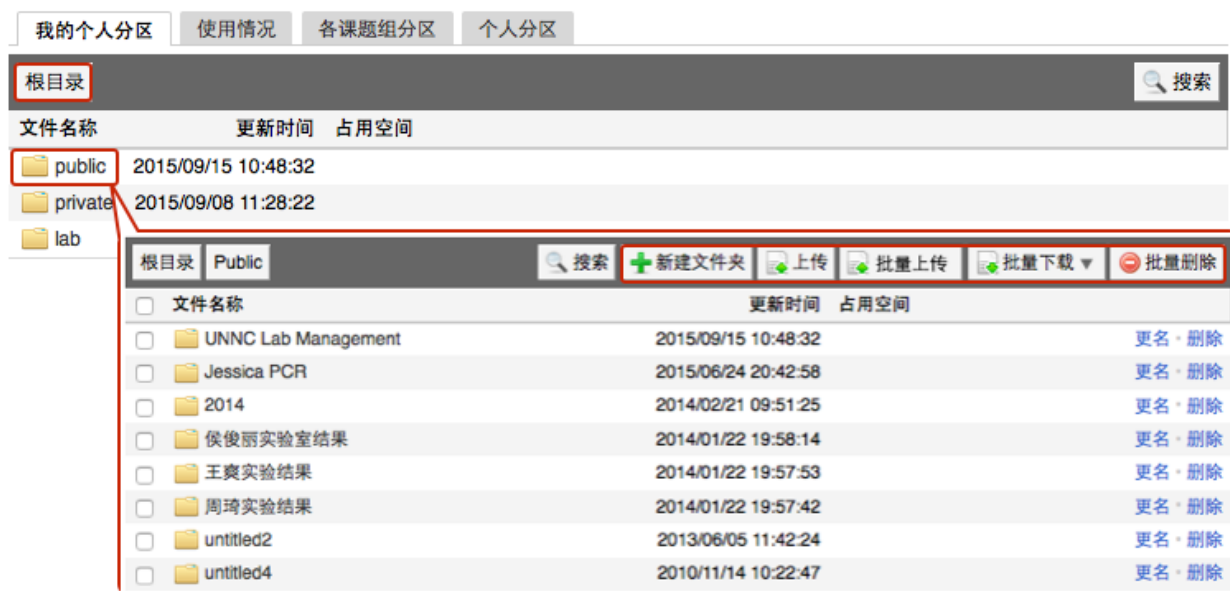 我的个人分区 使用情况 各课题组分区 个人分区
根目录 搜索
文件名称 更新时间 占用空间
public 2015/09/15 10:48:32
private 2015/09/08 11:28:22
lab
根目录 Public 搜索 新建文件夹 上传 批量上传 批量下载 批量删除
文件名称 更新时间 占用空间
UNNC Lab Management 2015/09/15 10:48:32 更名 · 删除
Jessica PCR 2015/06/24 20:42:58 更名 · 删除
2014 2014/02/21 09:51:25 更名 · 删除
侯俊丽实验室结果 2014/01/22 19:58:14 更名 · 删除
王爽实验结果 2014/01/22 19:57:53 更名 · 删除
周琦实验结果 2014/01/22 19:57:42 更名 · 删除
untitled2 2013/06/05 11:42:24 更名 · 删除
untitled4 2010/11/14 10:22:47 更名 · 删除